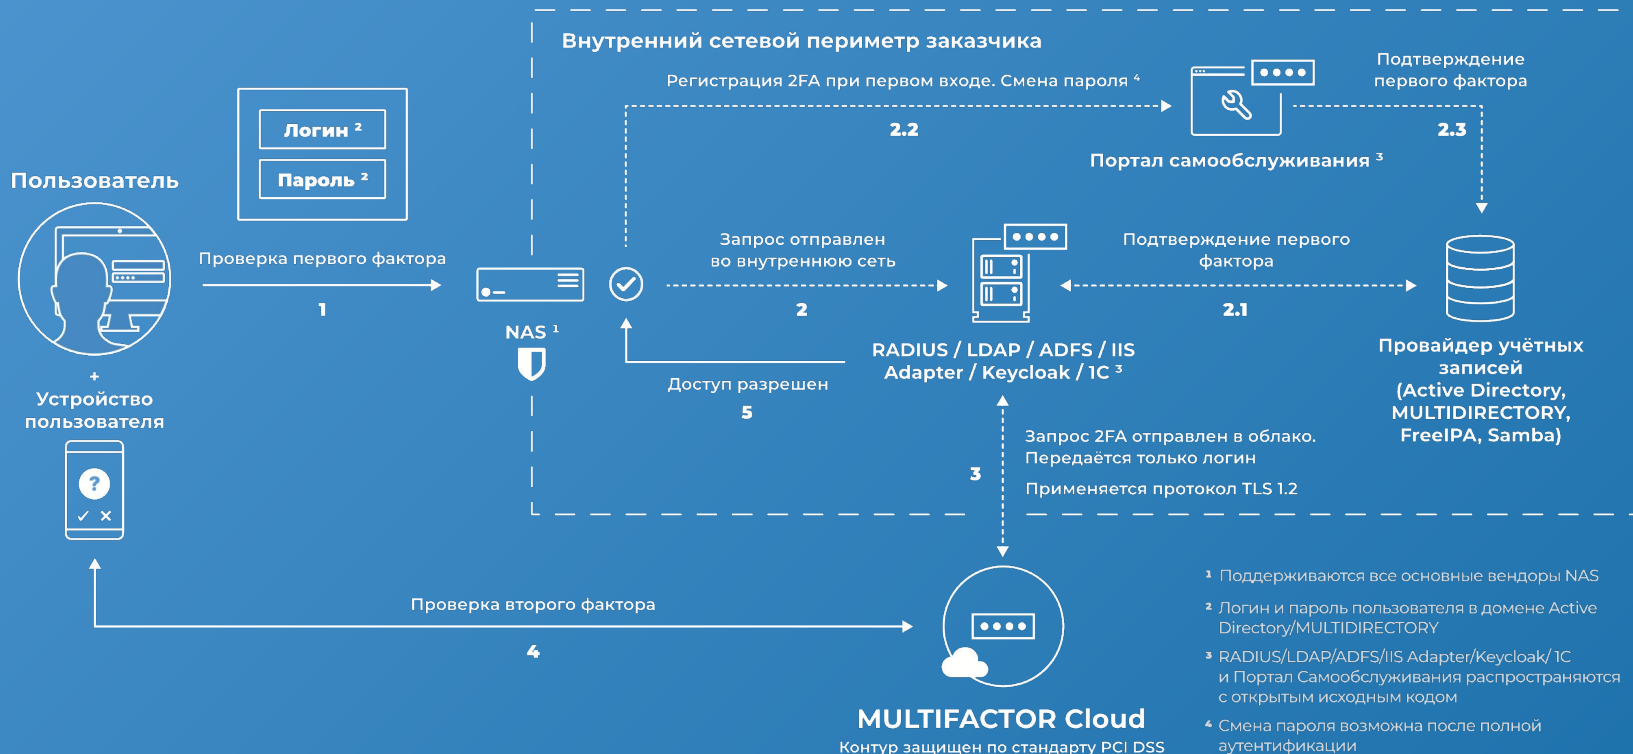 Внутренний сетевой периметр заказчика
Регистрация 2FA при первом входе. Смена пароля ⁴
2.2
Подтверждение
первого фактора
2.3
Портал самообслуживания ³
Пользователь
Логин ²
Пароль ²
Проверка первого фактора
1
NAS ¹
Запрос отправлен
во внутреннюю сеть
2
Подтверждение первого
фактора
2.1
RADIUS / LDAP / ADFS / IIS
Adapter / Keycloak / 1C ³
Провайдер учётных
записей
(Active Directory,
MULTIDIRECTORY,
FreeIPA, Samba)
Доступ разрешен
5
+
Устройство
пользователя
?
Запрос 2FA отправлен в облако.
Передаётся только логин
3
Применяется протокол TLS 1.2
Проверка второго фактора
4
MULTIFACTOR Cloud
Контур защищен по стандарту PCI DSS
¹ Поддерживаются все основные вендоры NAS
² Логин и пароль пользователя в домене Active
Directory/MULTIDIRECTORY
³ RADIUS/LDAP/ADFS/IIS Adapter/Keycloak/ 1C
и Портал Самообслуживания распространяются
с открытым исходным кодом
⁴ Смена пароля возможна после полной
аутентификации